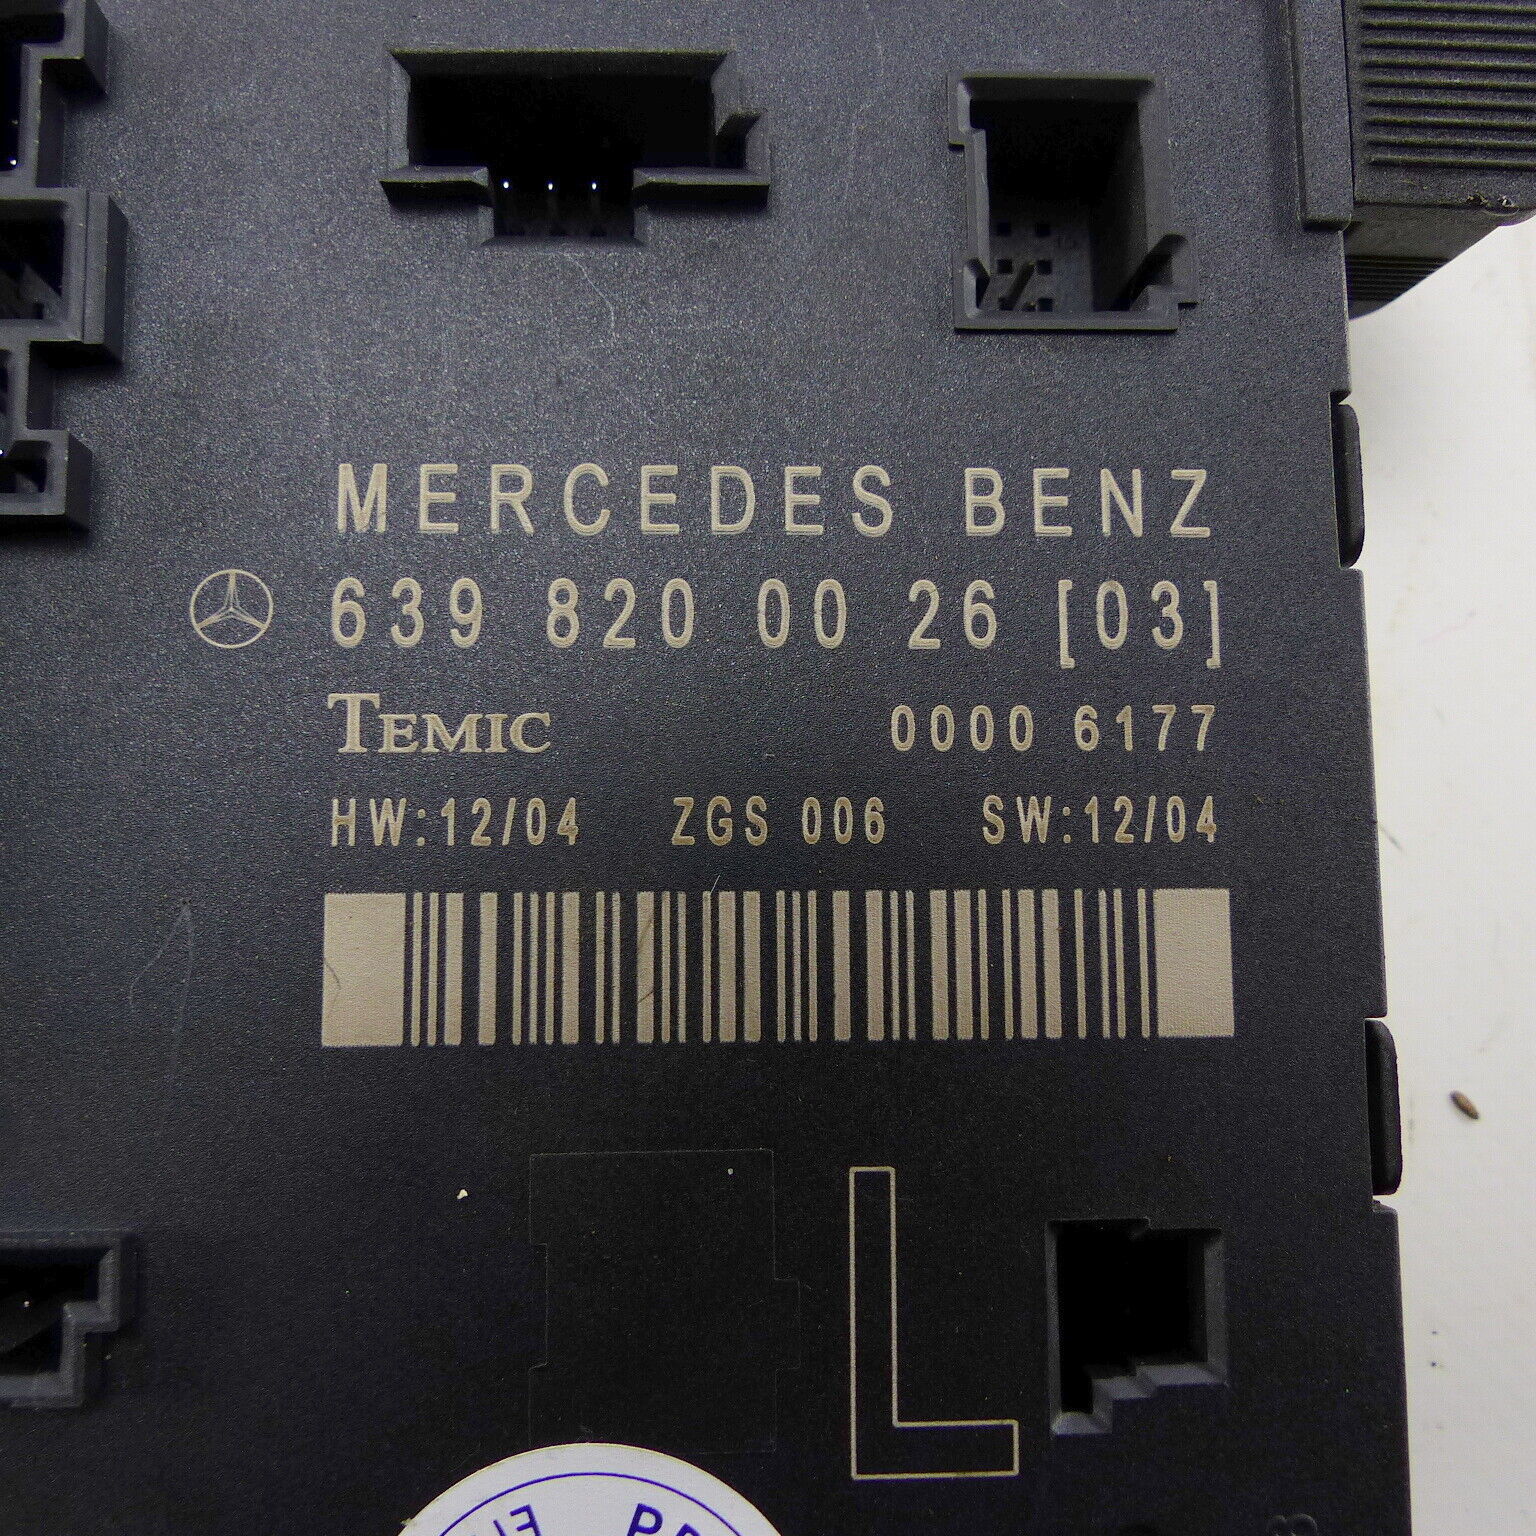 MERCEDES BENZ
639 820 00 26 [03]
TEMIC 0000 6177
HW:12/04 ZGS 006 SW:12/04
L